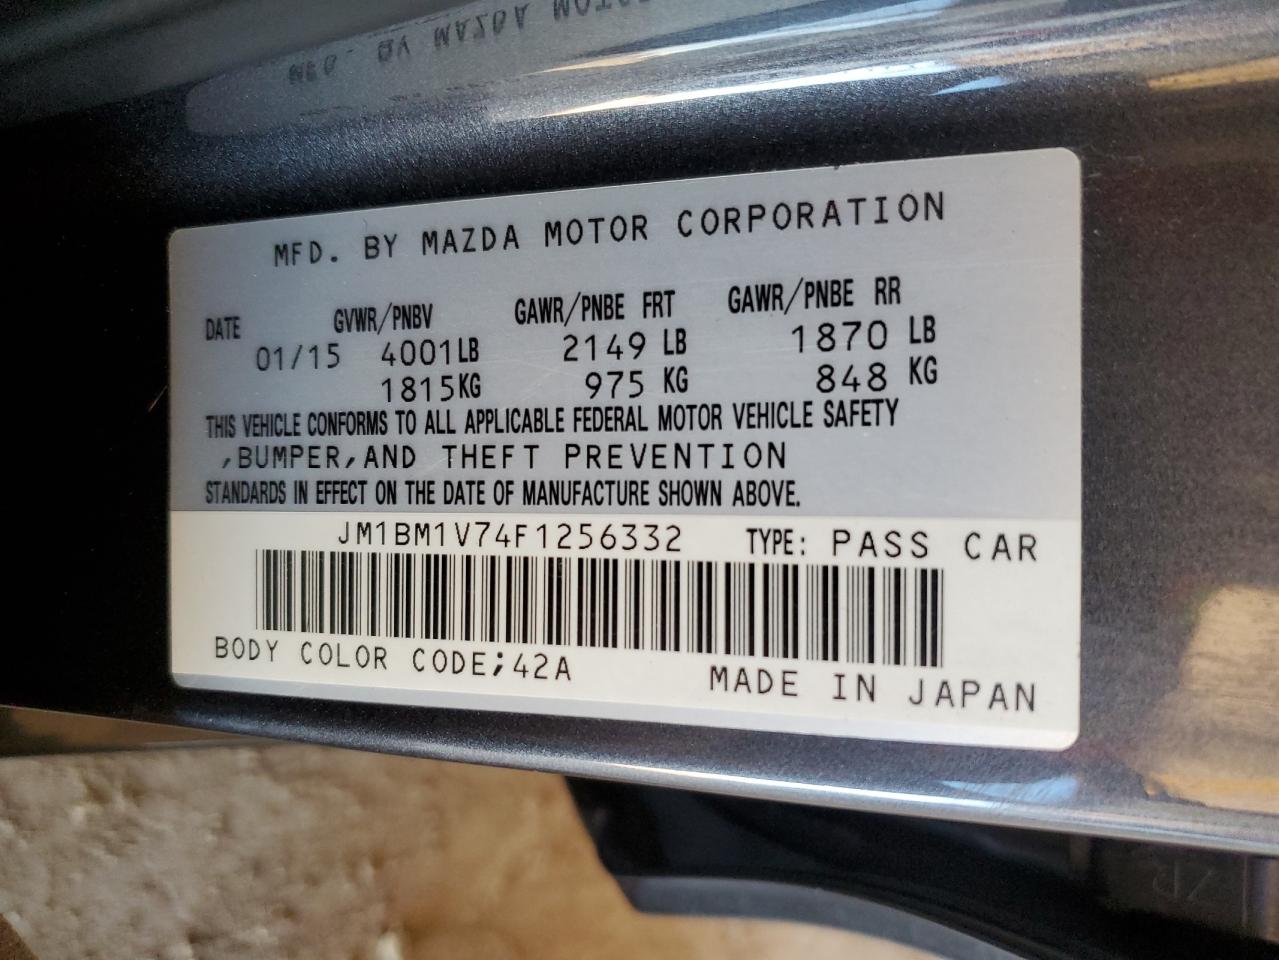 MFD. BY MAZDA MOTOR CORPORATION
DATE GVWR/PNBV GAWR/PNBE FRT GAWR/PNBE RR
01/15 4001LB 2149 LB 1870 LB
1815KG 975 KG 848 KG
THIS VEHICLE CONFORMS TO ALL APPLICABLE FEDERAL MOTOR VEHICLE SAFETY
,BUMPER,AND THEFT PREVENTION
STANDARDS IN EFFECT ON THE DATE OF MANUFACTURE SHOWN ABOVE.
JM1BM1V74F1256332 TYPE: PASS CAR
BODY COLOR CODE;42A MADE IN JAPAN